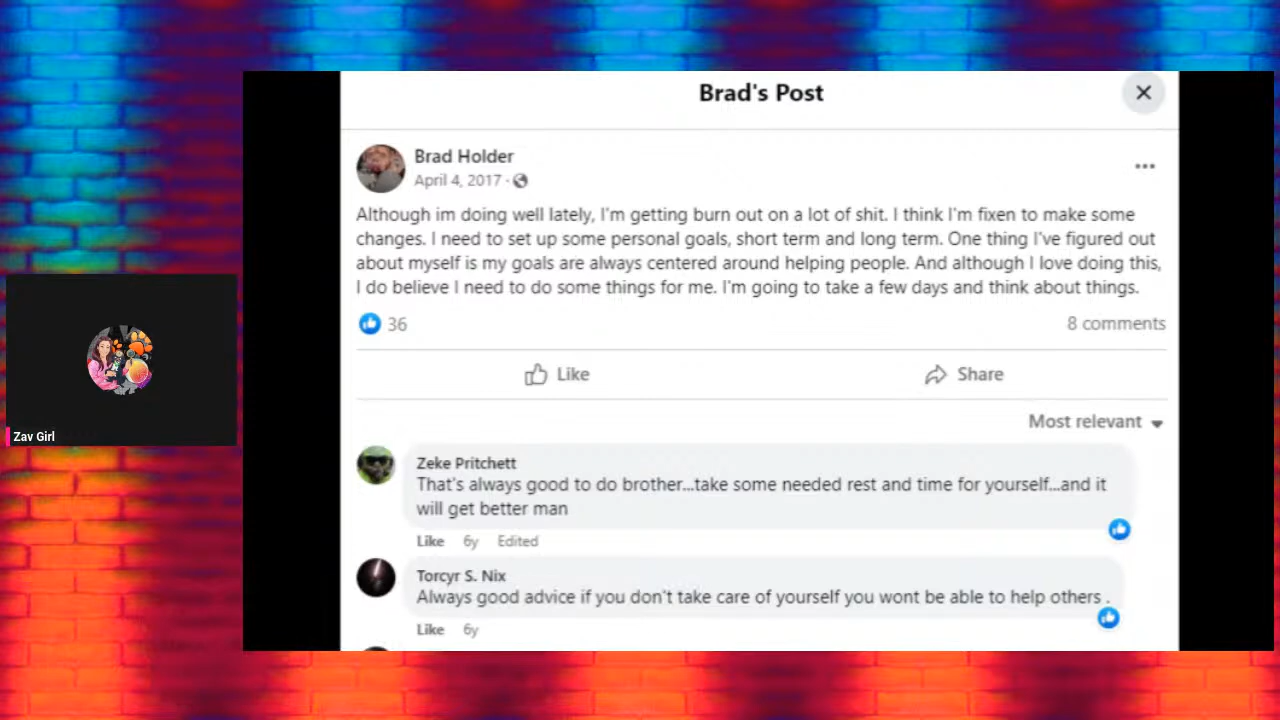 Brad's Post
Brad Holder
April 4, 2017 ·
Although im doing well lately, I'm getting burn out on a lot of shit. I think I'm fixen to make some
changes. I need to set up some personal goals, short term and long term. One thing I've figured out
about myself is my goals are always centered around helping people. And although I love doing this,
I do believe I need to do some things for me. I'm going to take a few days and think about things.
36
8 comments
Like
Share
Most relevant
Zeke Pritchett
That's always good to do brother...take some needed rest and time for yourself...and it
will get better man
Like 6y Edited
Torcyr S. Nix
Always good advice if you don't take care of yourself you wont be able to help others .
Like 6y
Zav Girl